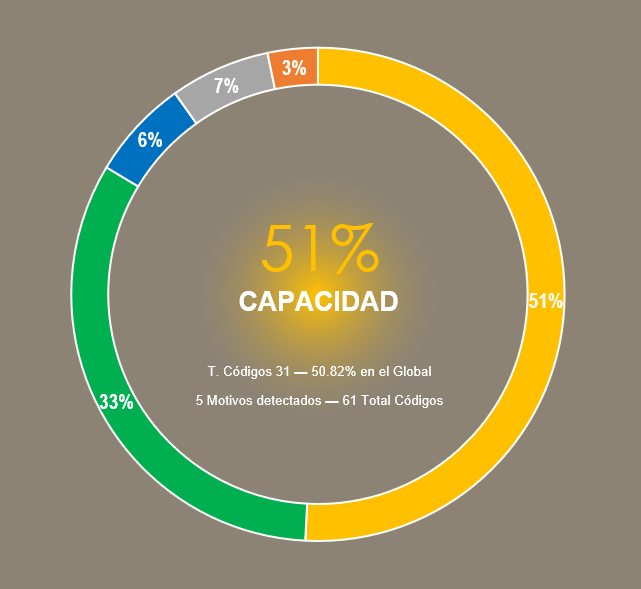 3%
7%
6%
51%
CAPACIDAD
51%
T. Códigos 31 — 50.82% en el Global
33%
5 Motivos detectados — 61 Total Códigos